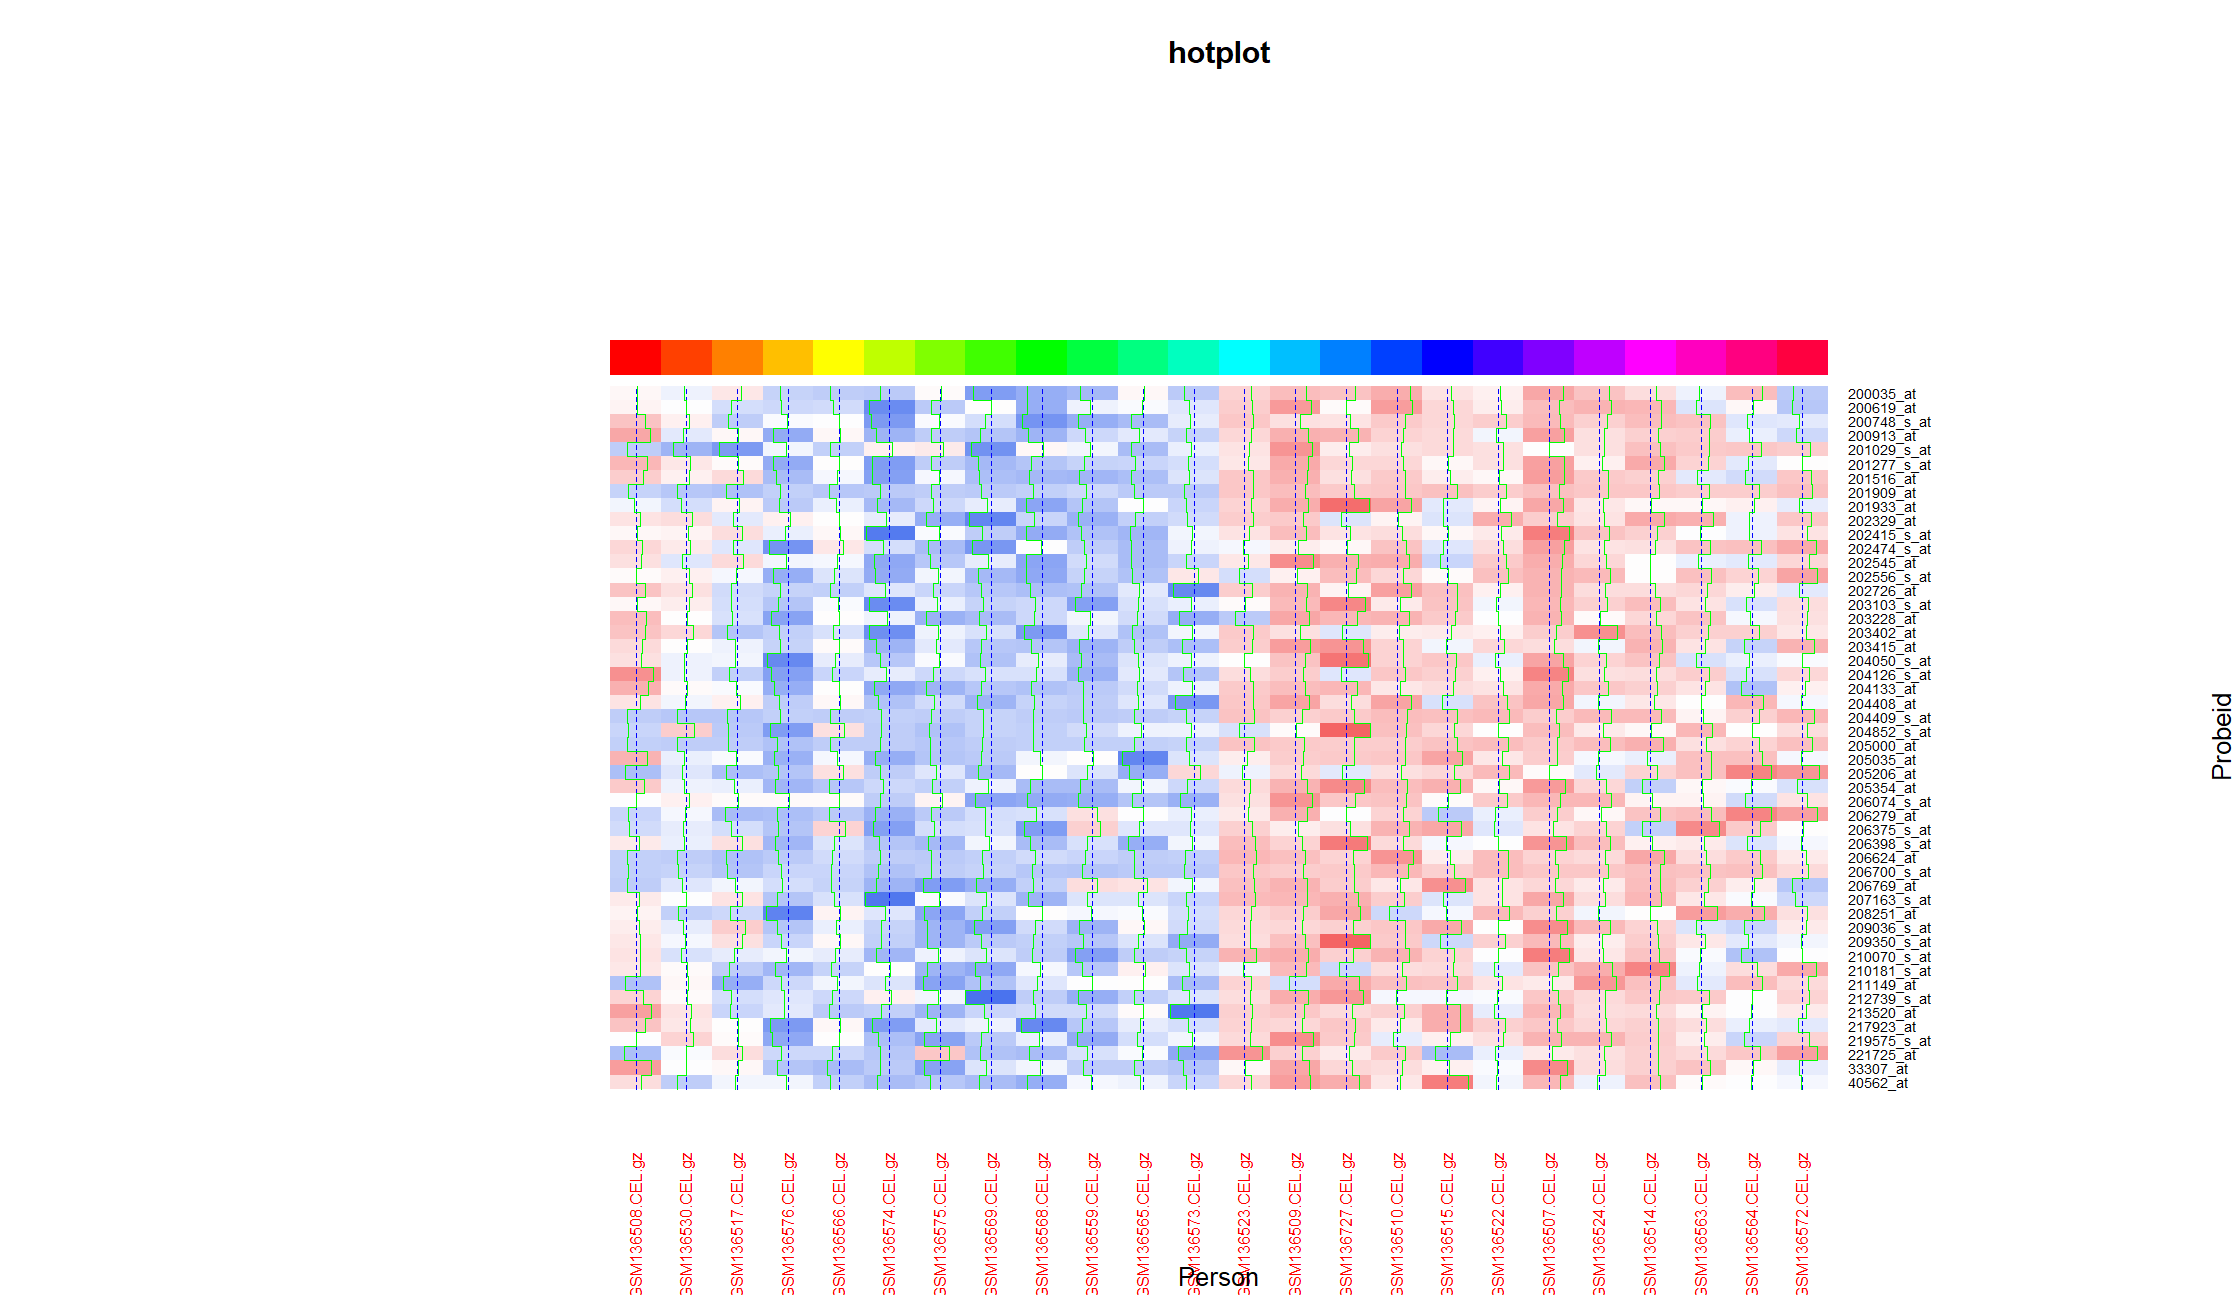 hotplot
200035_at
200619_at
200748_s_at
200913_at
201029_s_at
201277_s_at
201516_at
201909_at
201933_at
202329_at
202415_s_at
202474_s_at
202545_at
202556_s_at
202726_at
203103_s_at
203228_at
203402_at
203415_at
204050_s_at
204126_s_at
204133_at
204408_at
204409_s_at
204852_s_at
205000_at
205035_at
205206_at
205354_at
206074_s_at
206279_at
206375_s_at
206398_s_at
206624_at
206700_s_at
206769_at
207163_s_at
208251_at
209036_s_at
209350_s_at
210070_s_at
210181_s_at
211149_at
212739_s_at
213520_at
217923_at
219575_s_at
221725_at
33307_at
40562_at
Probeid
GSM136508.CEL.gz
GSM136530.CEL.gz
GSM136517.CEL.gz
GSM136576.CEL.gz
GSM136566.CEL.gz
GSM136574.CEL.gz
GSM136575.CEL.gz
GSM136569.CEL.gz
GSM136568.CEL.gz
GSM136559.CEL.gz
GSM136565.CEL.gz
GSM136573.CEL.gz
GSM136523.CEL.gz
GSM136509.CEL.gz
GSM136727.CEL.gz
GSM136510.CEL.gz
GSM136515.CEL.gz
GSM136522.CEL.gz
GSM136507.CEL.gz
GSM136524.CEL.gz
GSM136514.CEL.gz
GSM136563.CEL.gz
GSM136564.CEL.gz
GSM136572.CEL.gz
Person